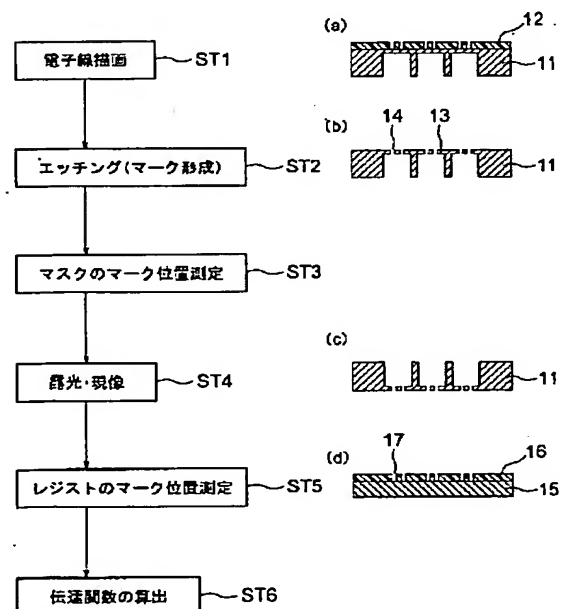 電子線描画
ST1
(a)
12
11
エッチング(マーク形成)
ST2
(b)
14
13
11
マスクのマーク位置測定
ST3
露光・現像
ST4
(c)
11
レジストのマーク位置測定
ST5
(d)
17
16
15
伝達関数の算出
ST6